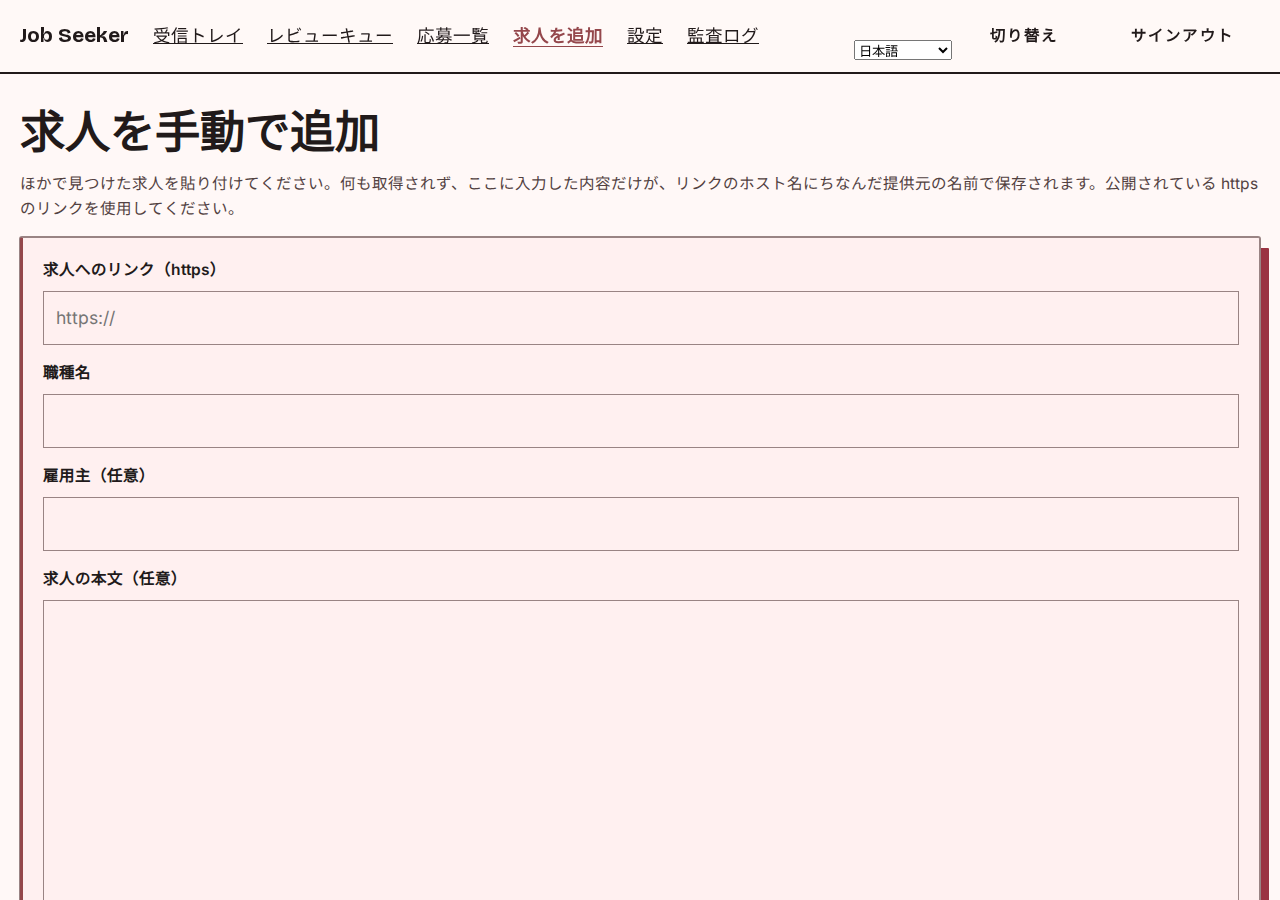 Job Seeker 受信トレイ レビューキュー 応募一覧 求人を追加 設定 監査ログ 日本語 切り替え サインアウト
求人を手動で追加
ほかで見つけた求人を貼り付けてください。何も取得されず、ここに入力した内容だけが、リンクのホスト名にちなんだ提供元の名前で保存されます。公開されている https
のリンクを使用してください。
求人へのリンク（https）
https://
職種名
雇用主（任意）
求人の本文（任意）